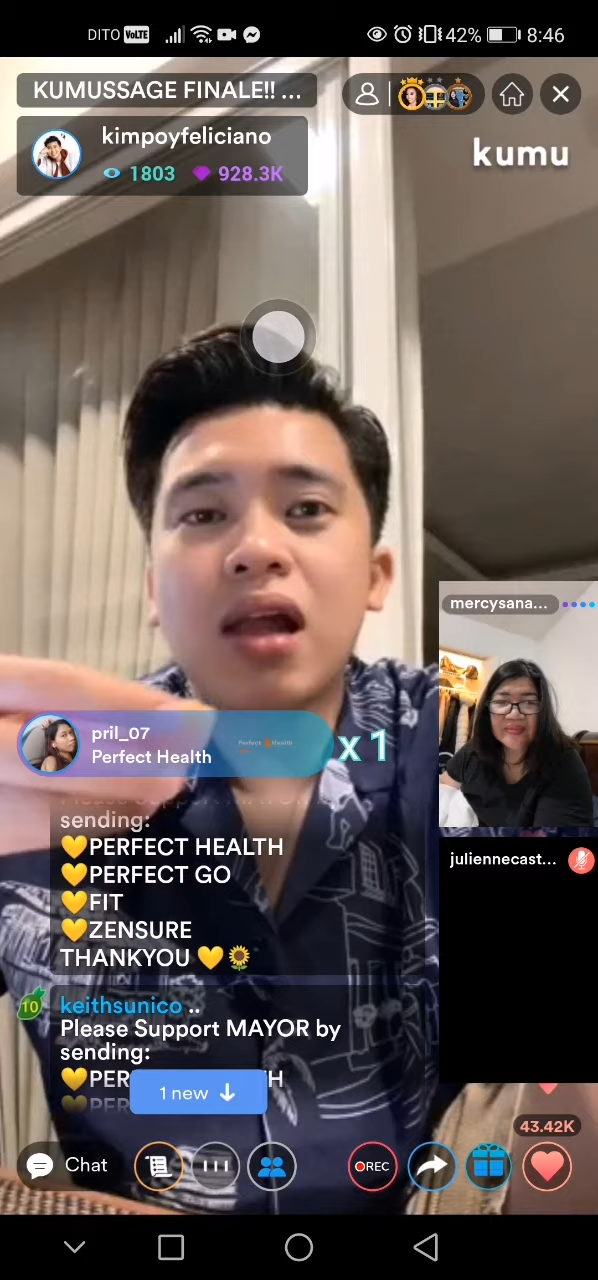 DITO VoLTE 42% 8:46
KUMUSSAGE FINALE!! ...
kimpoyfeliciano
1803 928.3K
kumu
mercysana...
pril_07
Perfect Health
Perfect Health
x 1
sending:
💛PERFECT HEALTH
💛PERFECT GO
💛FIT
💛ZENSURE
THANKYOU 💛🌻
juliennecast...
10
keithsunico ..
Please Support MAYOR by
sending:
1 new
43.42K
Chat
REC